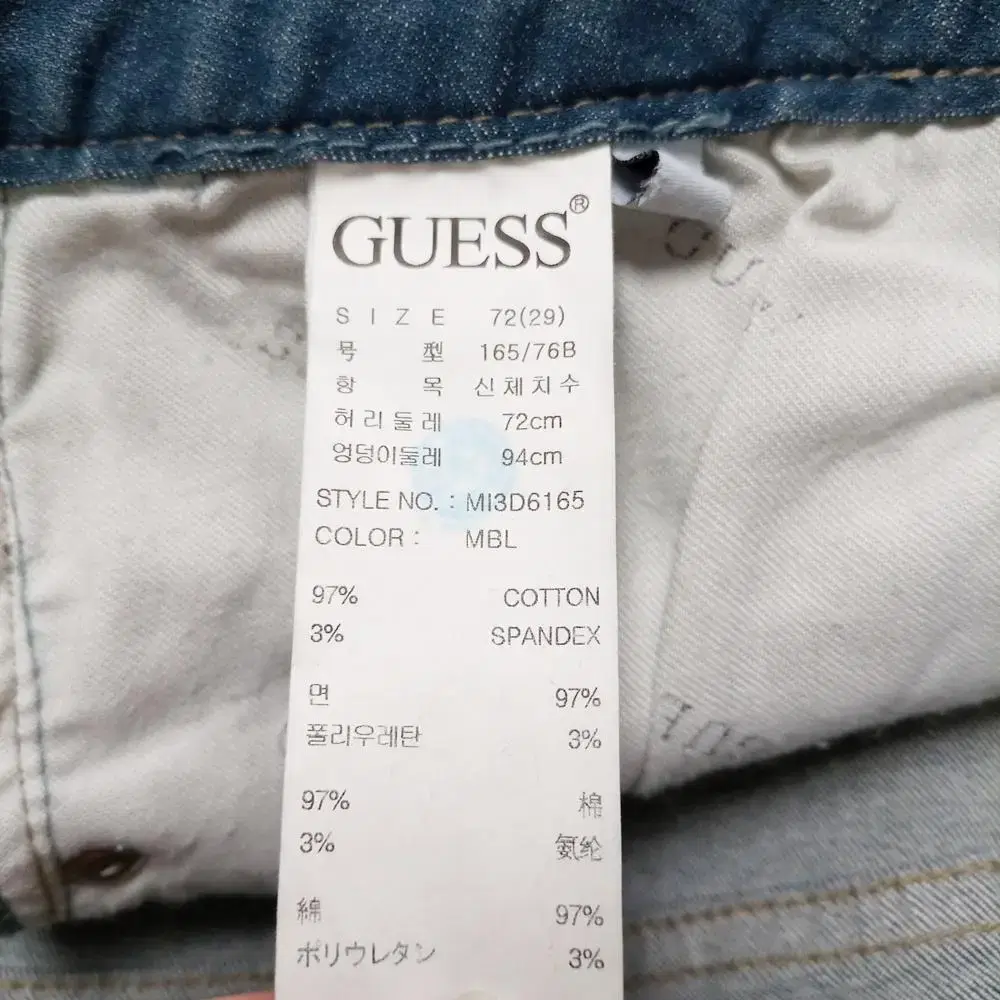 GUESS®
SIZE 72(29)
号型 165/76B
항목 신체치수
허리둘레 72cm
엉덩이둘레 94cm
STYLE NO. : MI3D6165
COLOR : MBL
97% COTTON
3% SPANDEX
면 97%
폴리우레탄 3%
97% 棉
3% 氨纶
綿 97%
ポリウレタン 3%